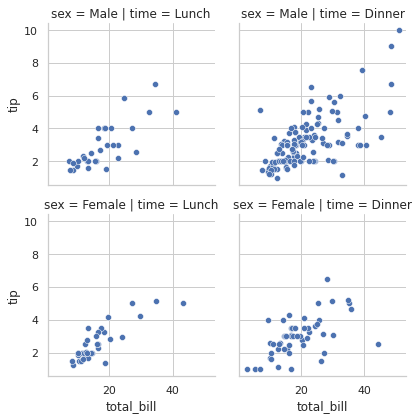 sex = Male | time = Lunch
sex = Male | time = Dinner
10
8
6
4
2
tip
sex = Female | time = Lunch
sex = Female | time = Dinner
10
8
6
4
2
tip
20 40
20 40
total_bill
total_bill